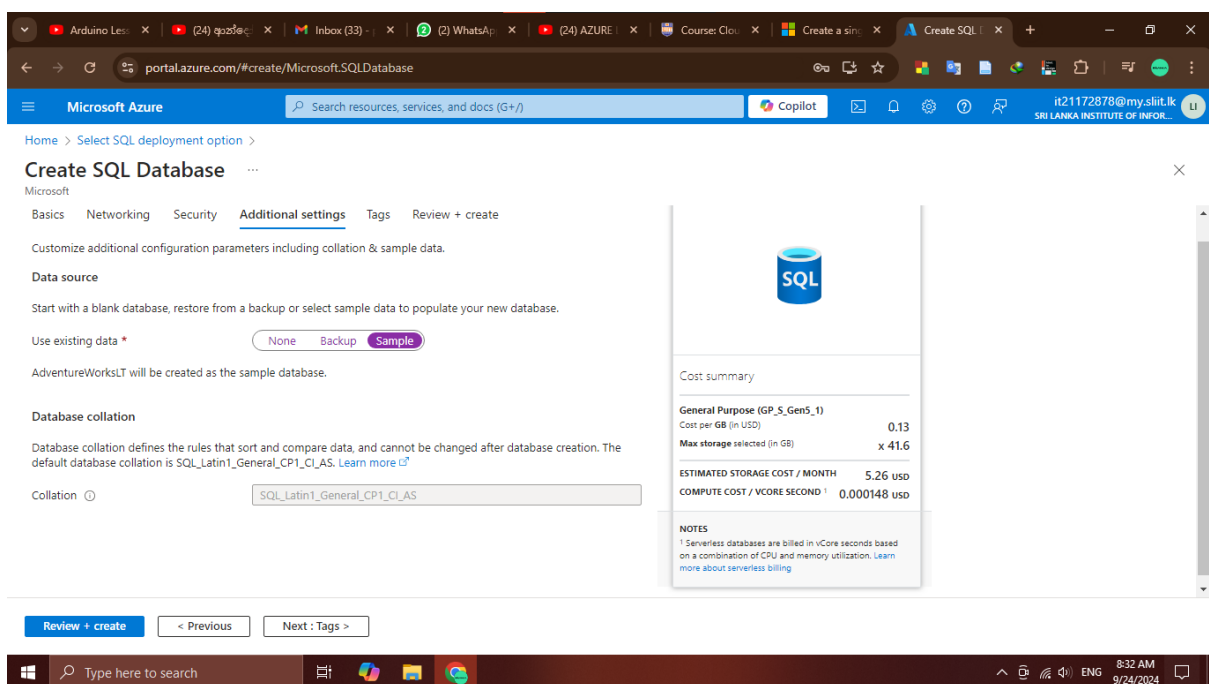 Arduino Less
(24) ආත්දෙ
Inbox (33) -
(2) WhatsAp
(24) AZURE
Course: Clou
Create a sing
Create SQL D
portal.azure.com/#create/Microsoft.SQLDatabase
Microsoft Azure
Search resources, services, and docs (G+/)
Copilot
it21172878@my.sliit.lk
SRI LANKA INSTITUTE OF INFOR...
LI
Home > Select SQL deployment option >
Create SQL Database ...
Microsoft
Basics Networking Security Additional settings Tags Review + create
Customize additional configuration parameters including collation & sample data.
Data source
Start with a blank database, restore from a backup or select sample data to populate your new database.
Use existing data *
None Backup Sample
AdventureWorksLT will be created as the sample database.
Database collation
Database collation defines the rules that sort and compare data, and cannot be changed after database creation. The
default database collation is SQL_Latin1_General_CP1_CI_AS. Learn more
Collation
SQL_Latin1_General_CP1_CI_AS
SQL
Cost summary
General Purpose (GP_S_Gen5_1)
Cost per GB (in USD) 0.13
Max storage selected (in GB) x 41.6
ESTIMATED STORAGE COST / MONTH 5.26 USD
COMPUTE COST / VCORE SECOND 1 0.000148 USD
NOTES
1 Serverless databases are billed in vCore seconds based
on a combination of CPU and memory utilization. Learn
more about serverless billing
Review + create
< Previous
Next : Tags >
Type here to search
ENG
8:32 AM
9/24/2024